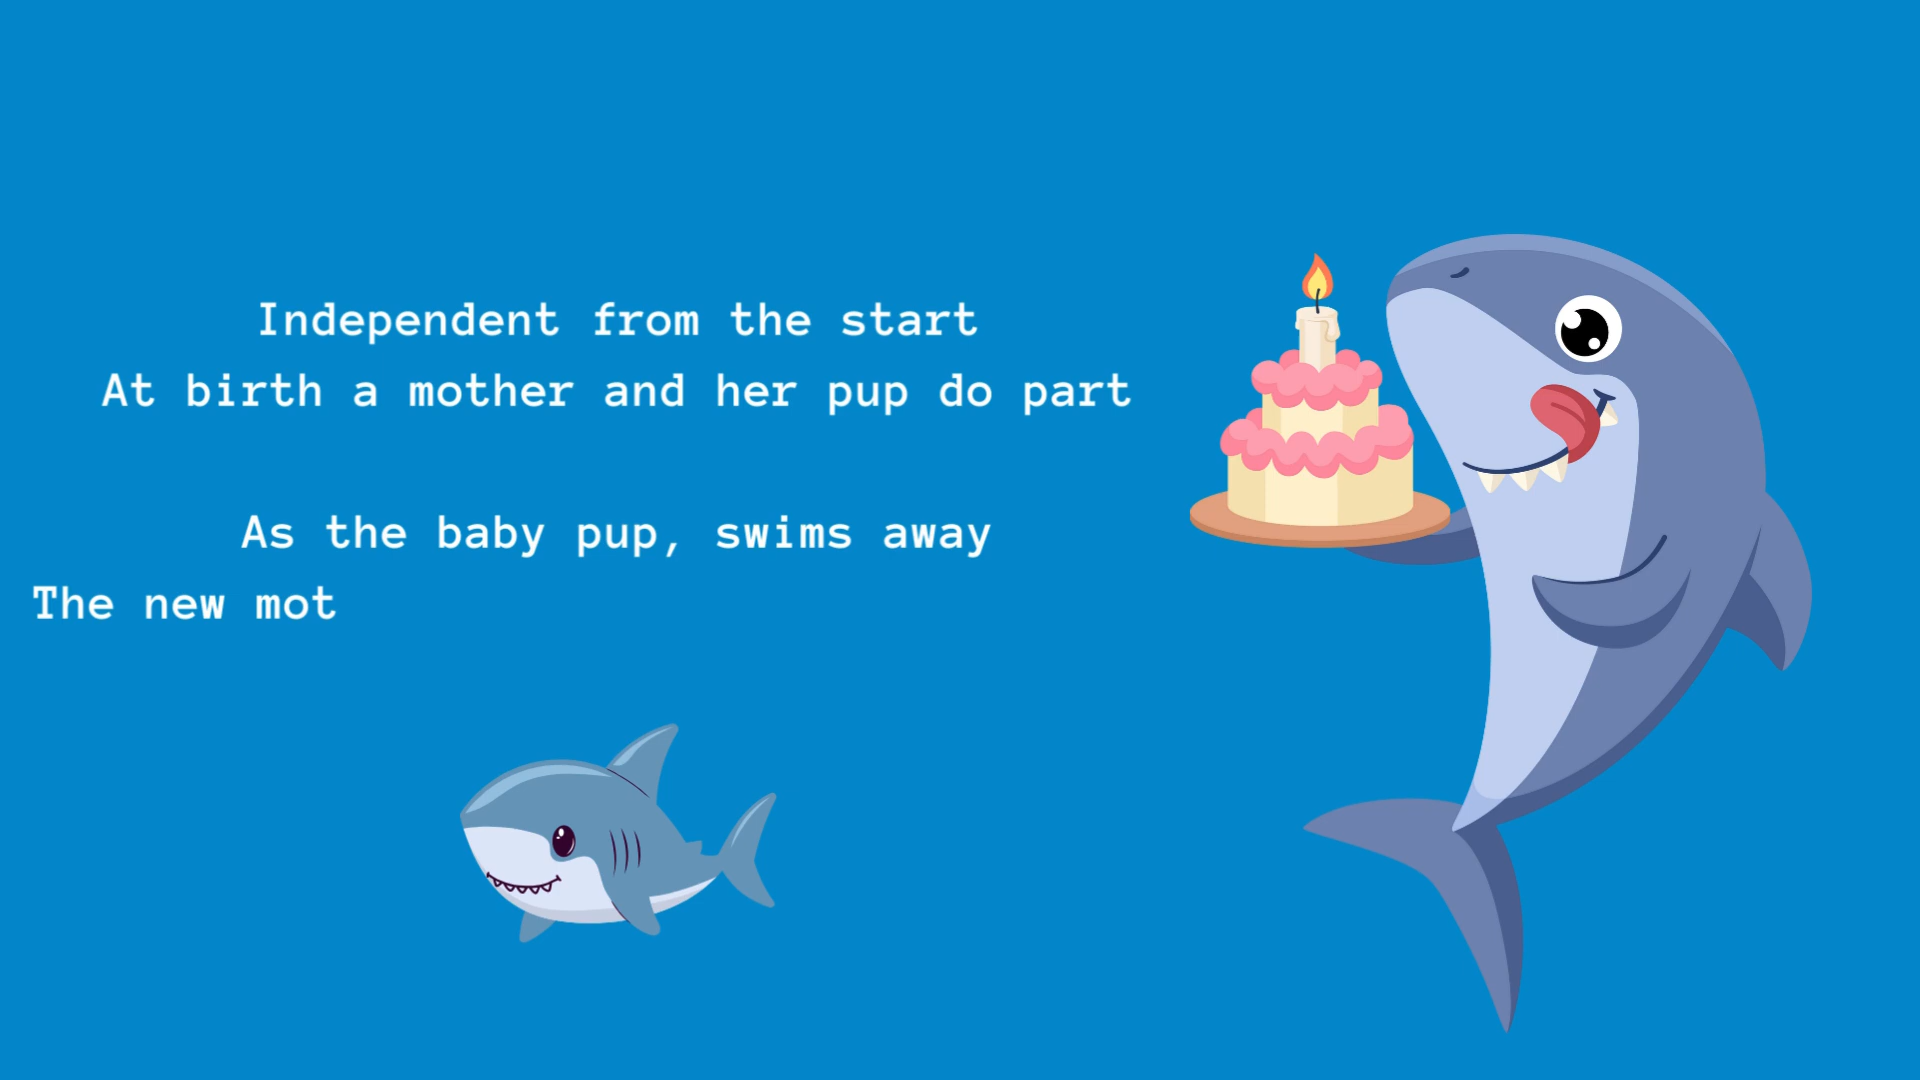 Independent from the start
At birth a mother and her pup do part
As the baby pup, swims away
The new mot